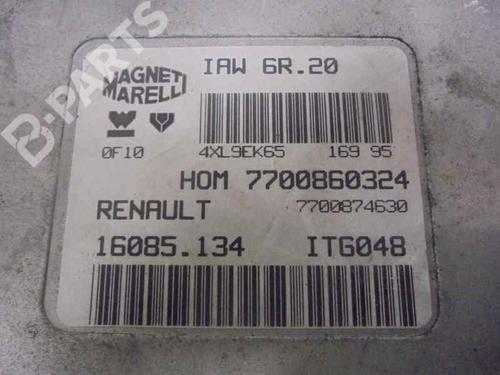 B-PARTS
MAGNETI MARELLI
IAW 6R.20
0F10
4XL9EK65 169 95
HOM 7700860324
RENAULT 7700874630
16085.134 ITG048